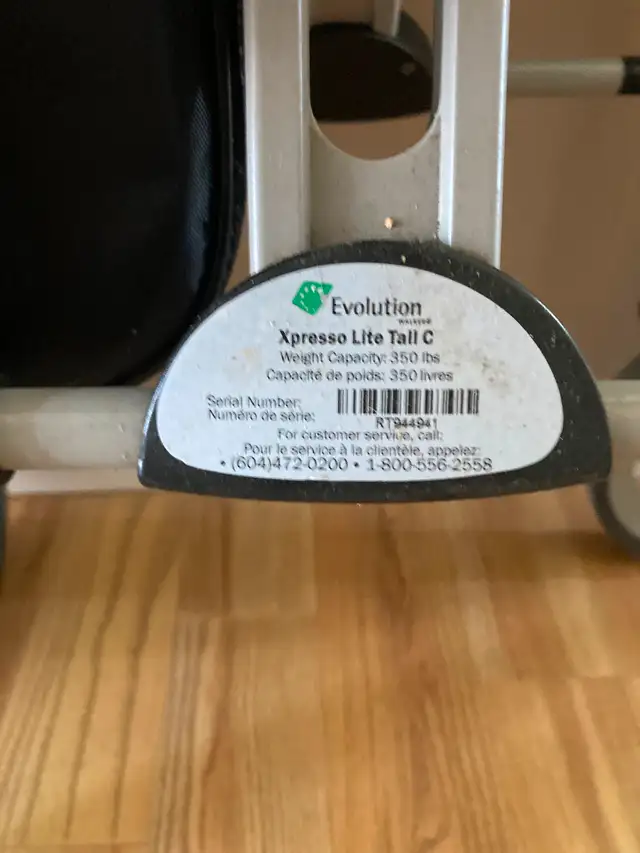 Evolution
WALKERS
Xpresso Lite Tall C
Weight Capacity: 350 lbs
Capacité de poids: 350 livres
Serial Number:
Numéro de série:
RT944941
For customer service, call:
Pour le service à la clientèle, appelez:
• (604)472-0200 • 1-800-556-2558